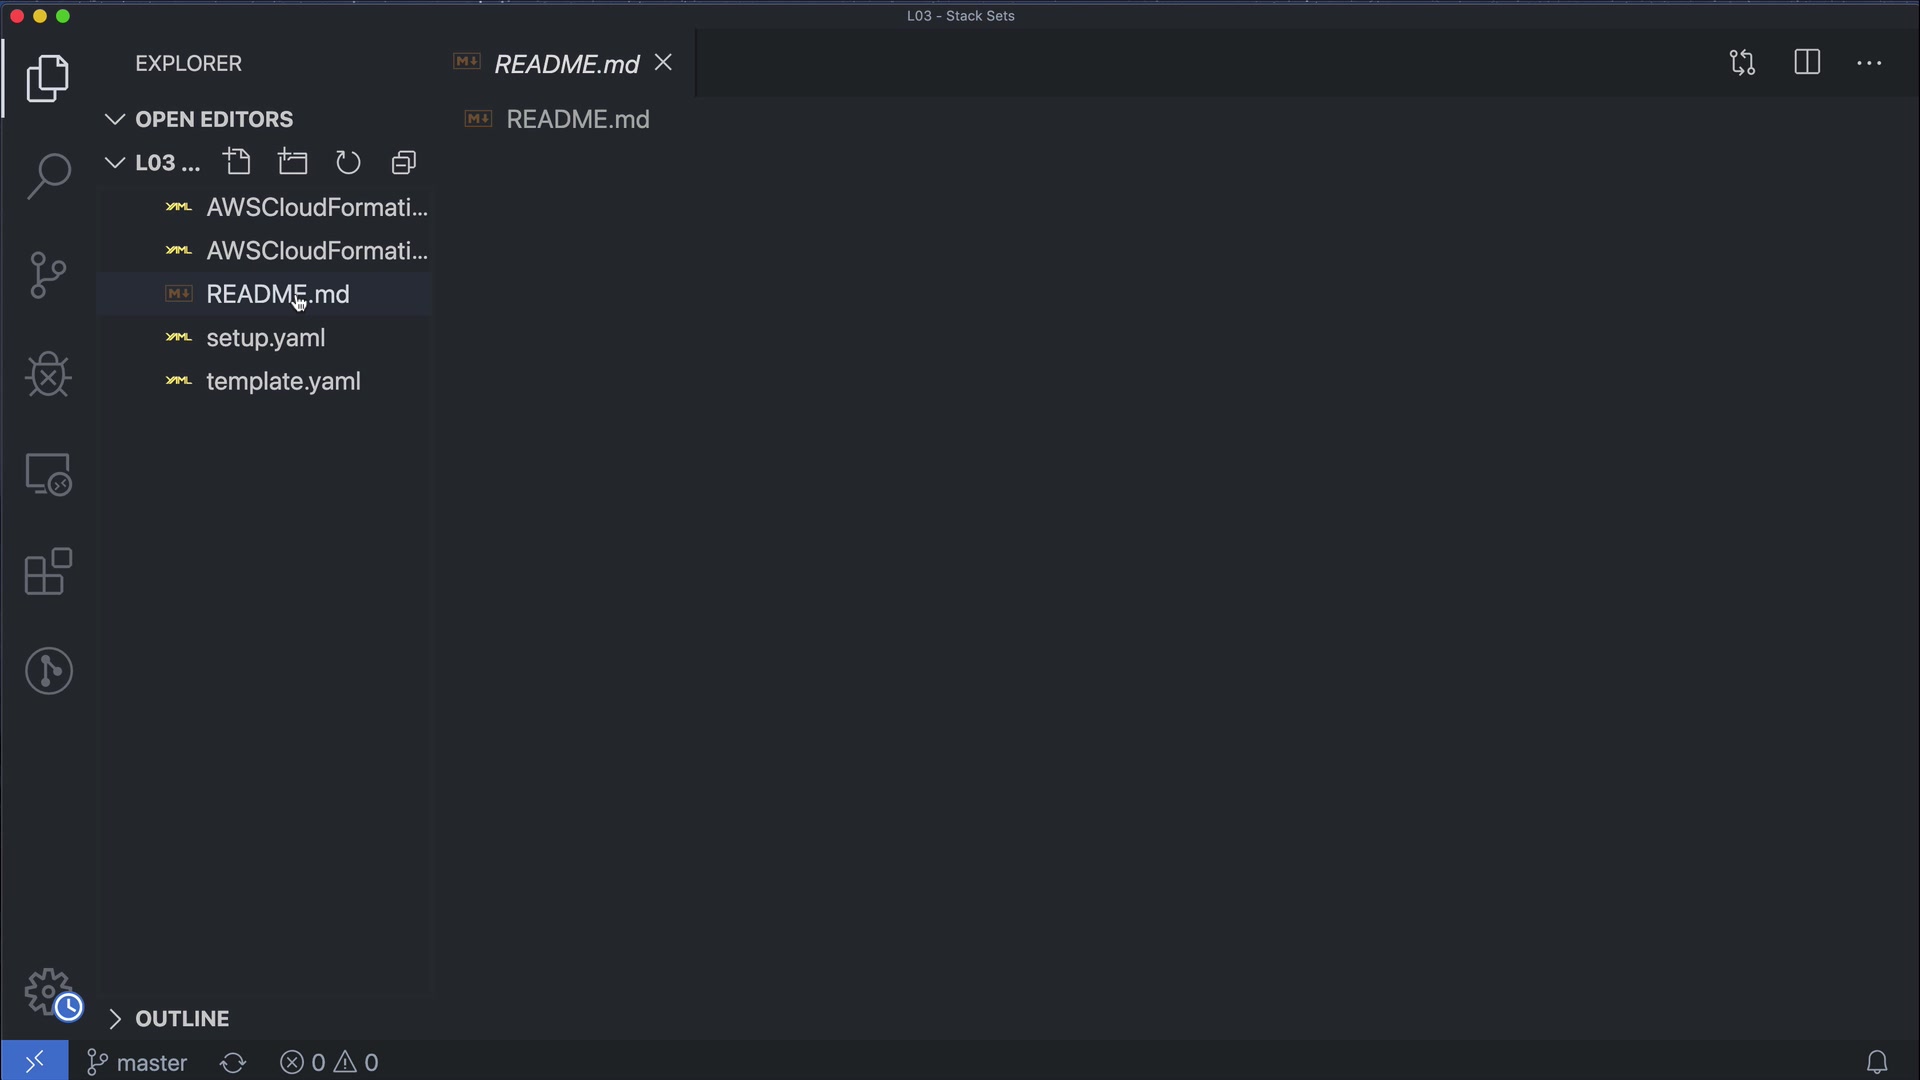 L03 - Stack Sets
EXPLORER
README.md
OPEN EDITORS
README.md
L03 ...
AWSCloudFormati...
AWSCloudFormati...
README.md
setup.yaml
template.yaml
OUTLINE
master
0
0